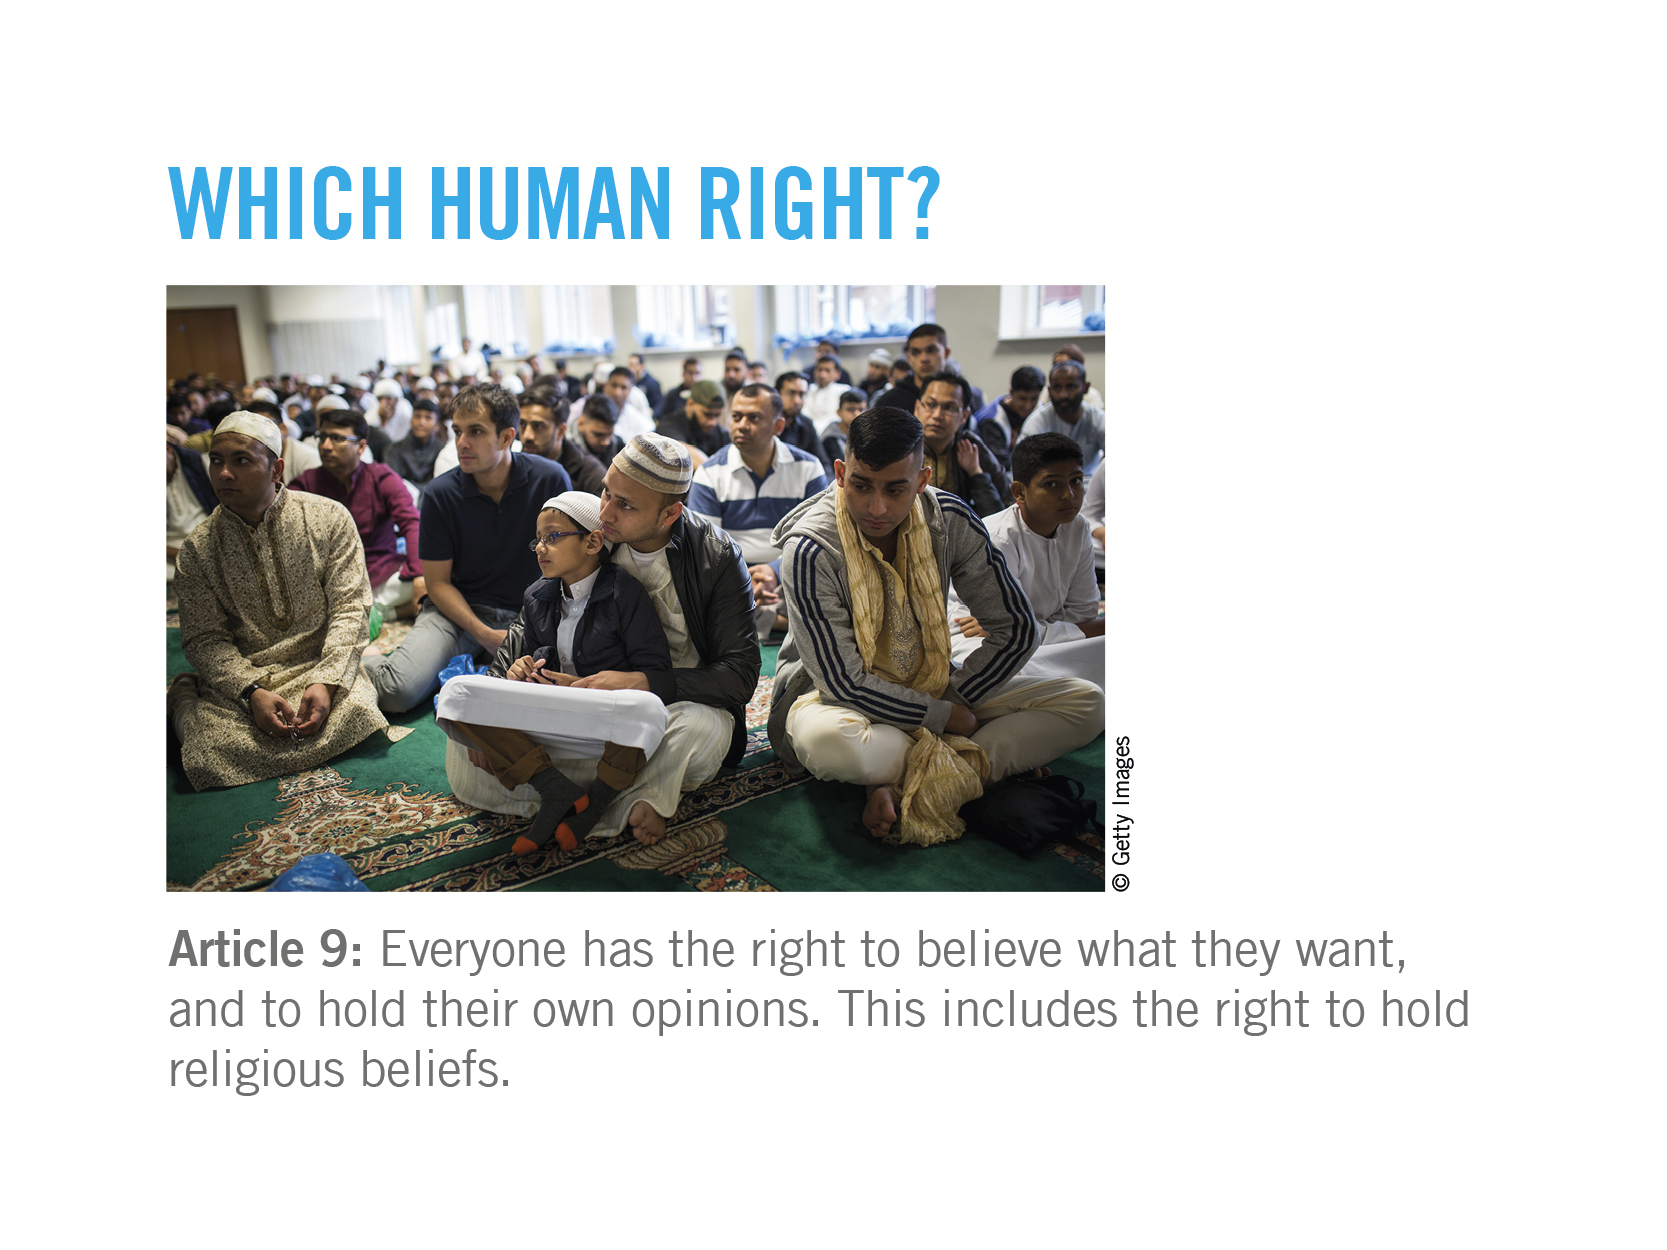 WHICH HUMAN RIGHT?
© Getty Images
Article 9: Everyone has the right to believe what they want,
and to hold their own opinions. This includes the right to hold
religious beliefs.